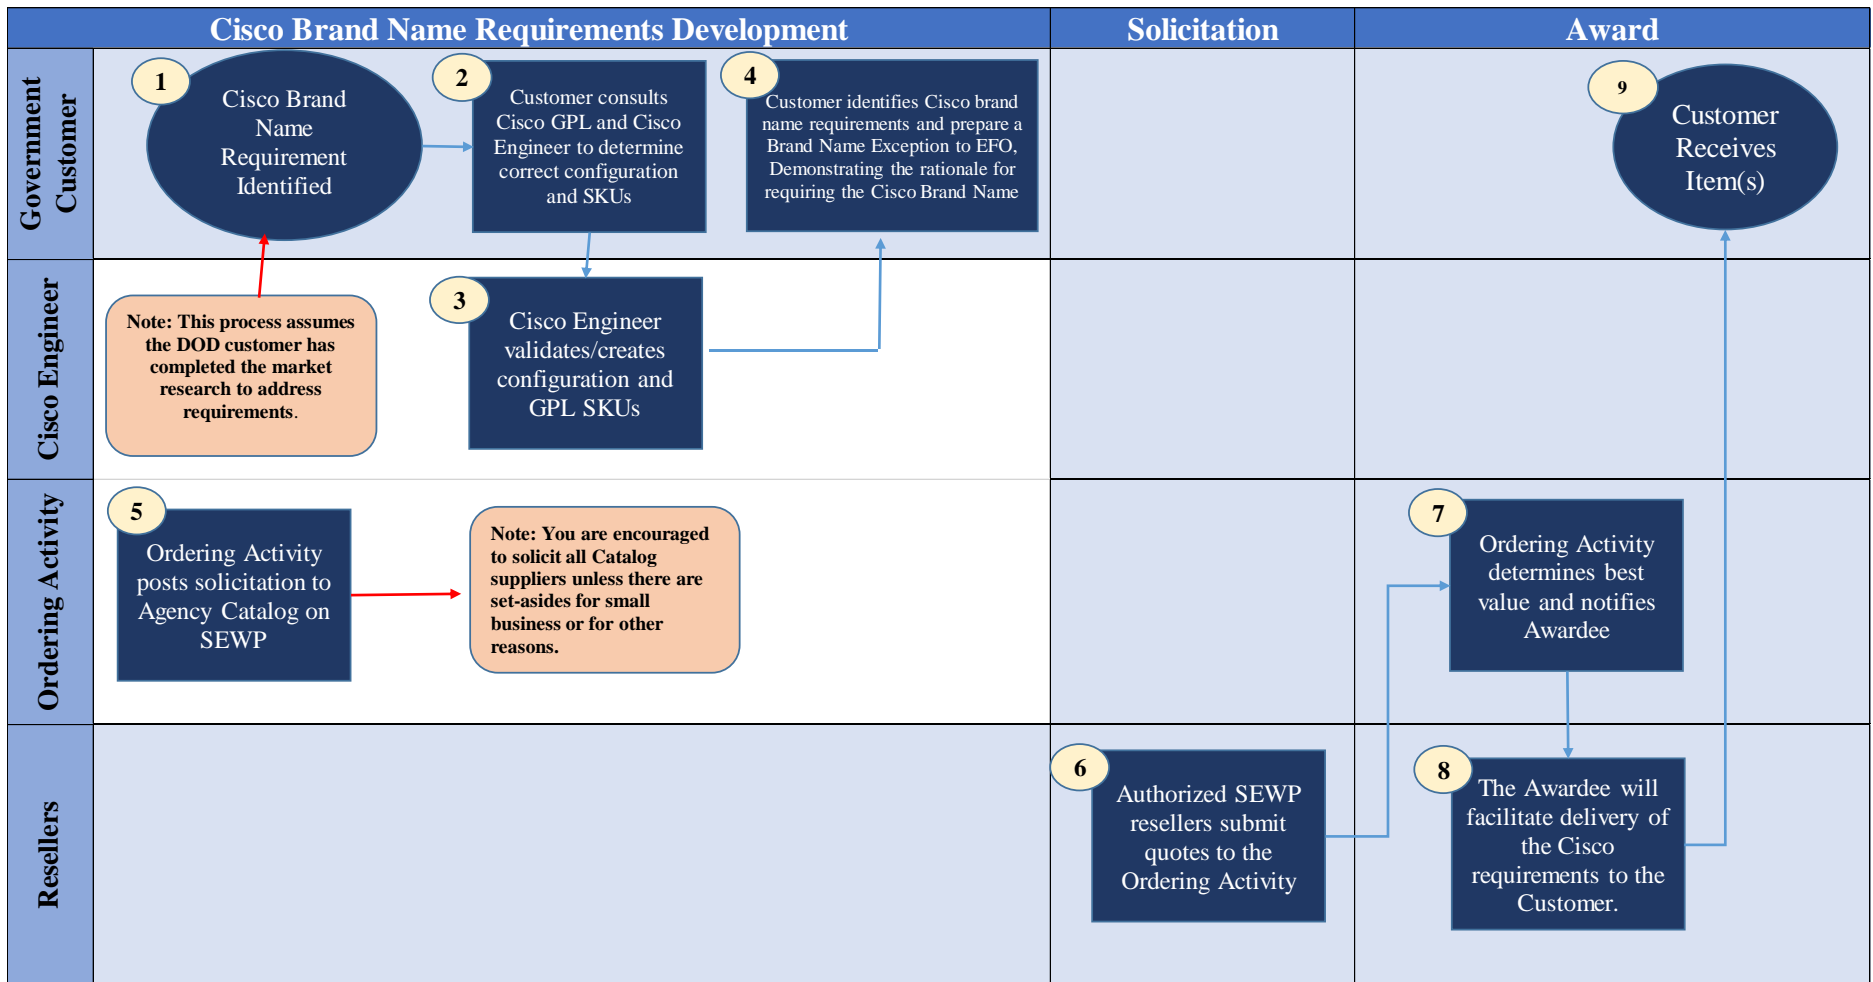 Cisco Brand Name Requirements Development
Solicitation
Award
Government
Customer
1
Cisco Brand
Name
Requirement
Identified
2
Customer consults
Cisco GPL and Cisco
Engineer to determine
correct configuration
and SKUs
4
Customer identifies Cisco brand
name requirements and prepare a
Brand Name Exception to EFO,
Demonstrating the rationale for
requiring the Cisco Brand Name
9
Customer
Receives
Item(s)
Cisco Engineer
Note: This process assumes
the DOD customer has
completed the market
research to address
requirements.
3
Cisco Engineer
validates/creates
configuration and
GPL SKUs
Ordering Activity
5
Ordering Activity
posts solicitation to
Agency Catalog on
SEWP
Note: You are encouraged
to solicit all Catalog
suppliers unless there are
set-asides for small
business or for other
reasons.
7
Ordering Activity
determines best
value and notifies
Awardee
Resellers
6
Authorized SEWP
resellers submit
quotes to the
Ordering Activity
8
The Awardee will
facilitate delivery of
the Cisco
requirements to the
Customer.